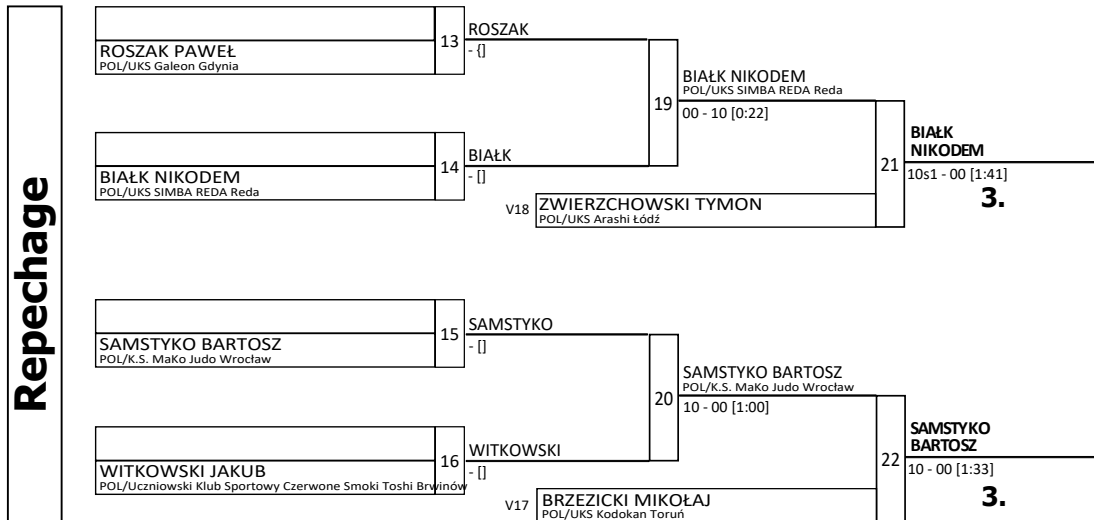 Repechage
13
ROSZAK PAWEŁ
POL/UKS Galeon Gdynia
ROSZAK
- {]
14
BIAŁK NIKODEM
POL/UKS SIMBA REDA Reda
BIAŁK
- []
19
BIAŁK NIKODEM
POL/UKS SIMBA REDA Reda
00 - 10 [0:22]
V18
ZWIERZCHOWSKI TYMON
POL/UKS Arashi Łódź
21
BIAŁK
NIKODEM
10s1 - 00 [1:41]
3.
15
SAMSTYKO BARTOSZ
POL/K.S. MaKo Judo Wrocław
SAMSTYKO
- []
16
WITKOWSKI JAKUB
POL/Uczniowski Klub Sportowy Czerwone Smoki Toshi Brwinów
WITKOWSKI
- []
20
SAMSTYKO BARTOSZ
POL/K.S. MaKo Judo Wrocław
10 - 00 [1:00]
V17
BRZEZICKI MIKOŁAJ
POL/UKS Kodokan Toruń
22
SAMSTYKO
BARTOSZ
10 - 00 [1:33]
3.